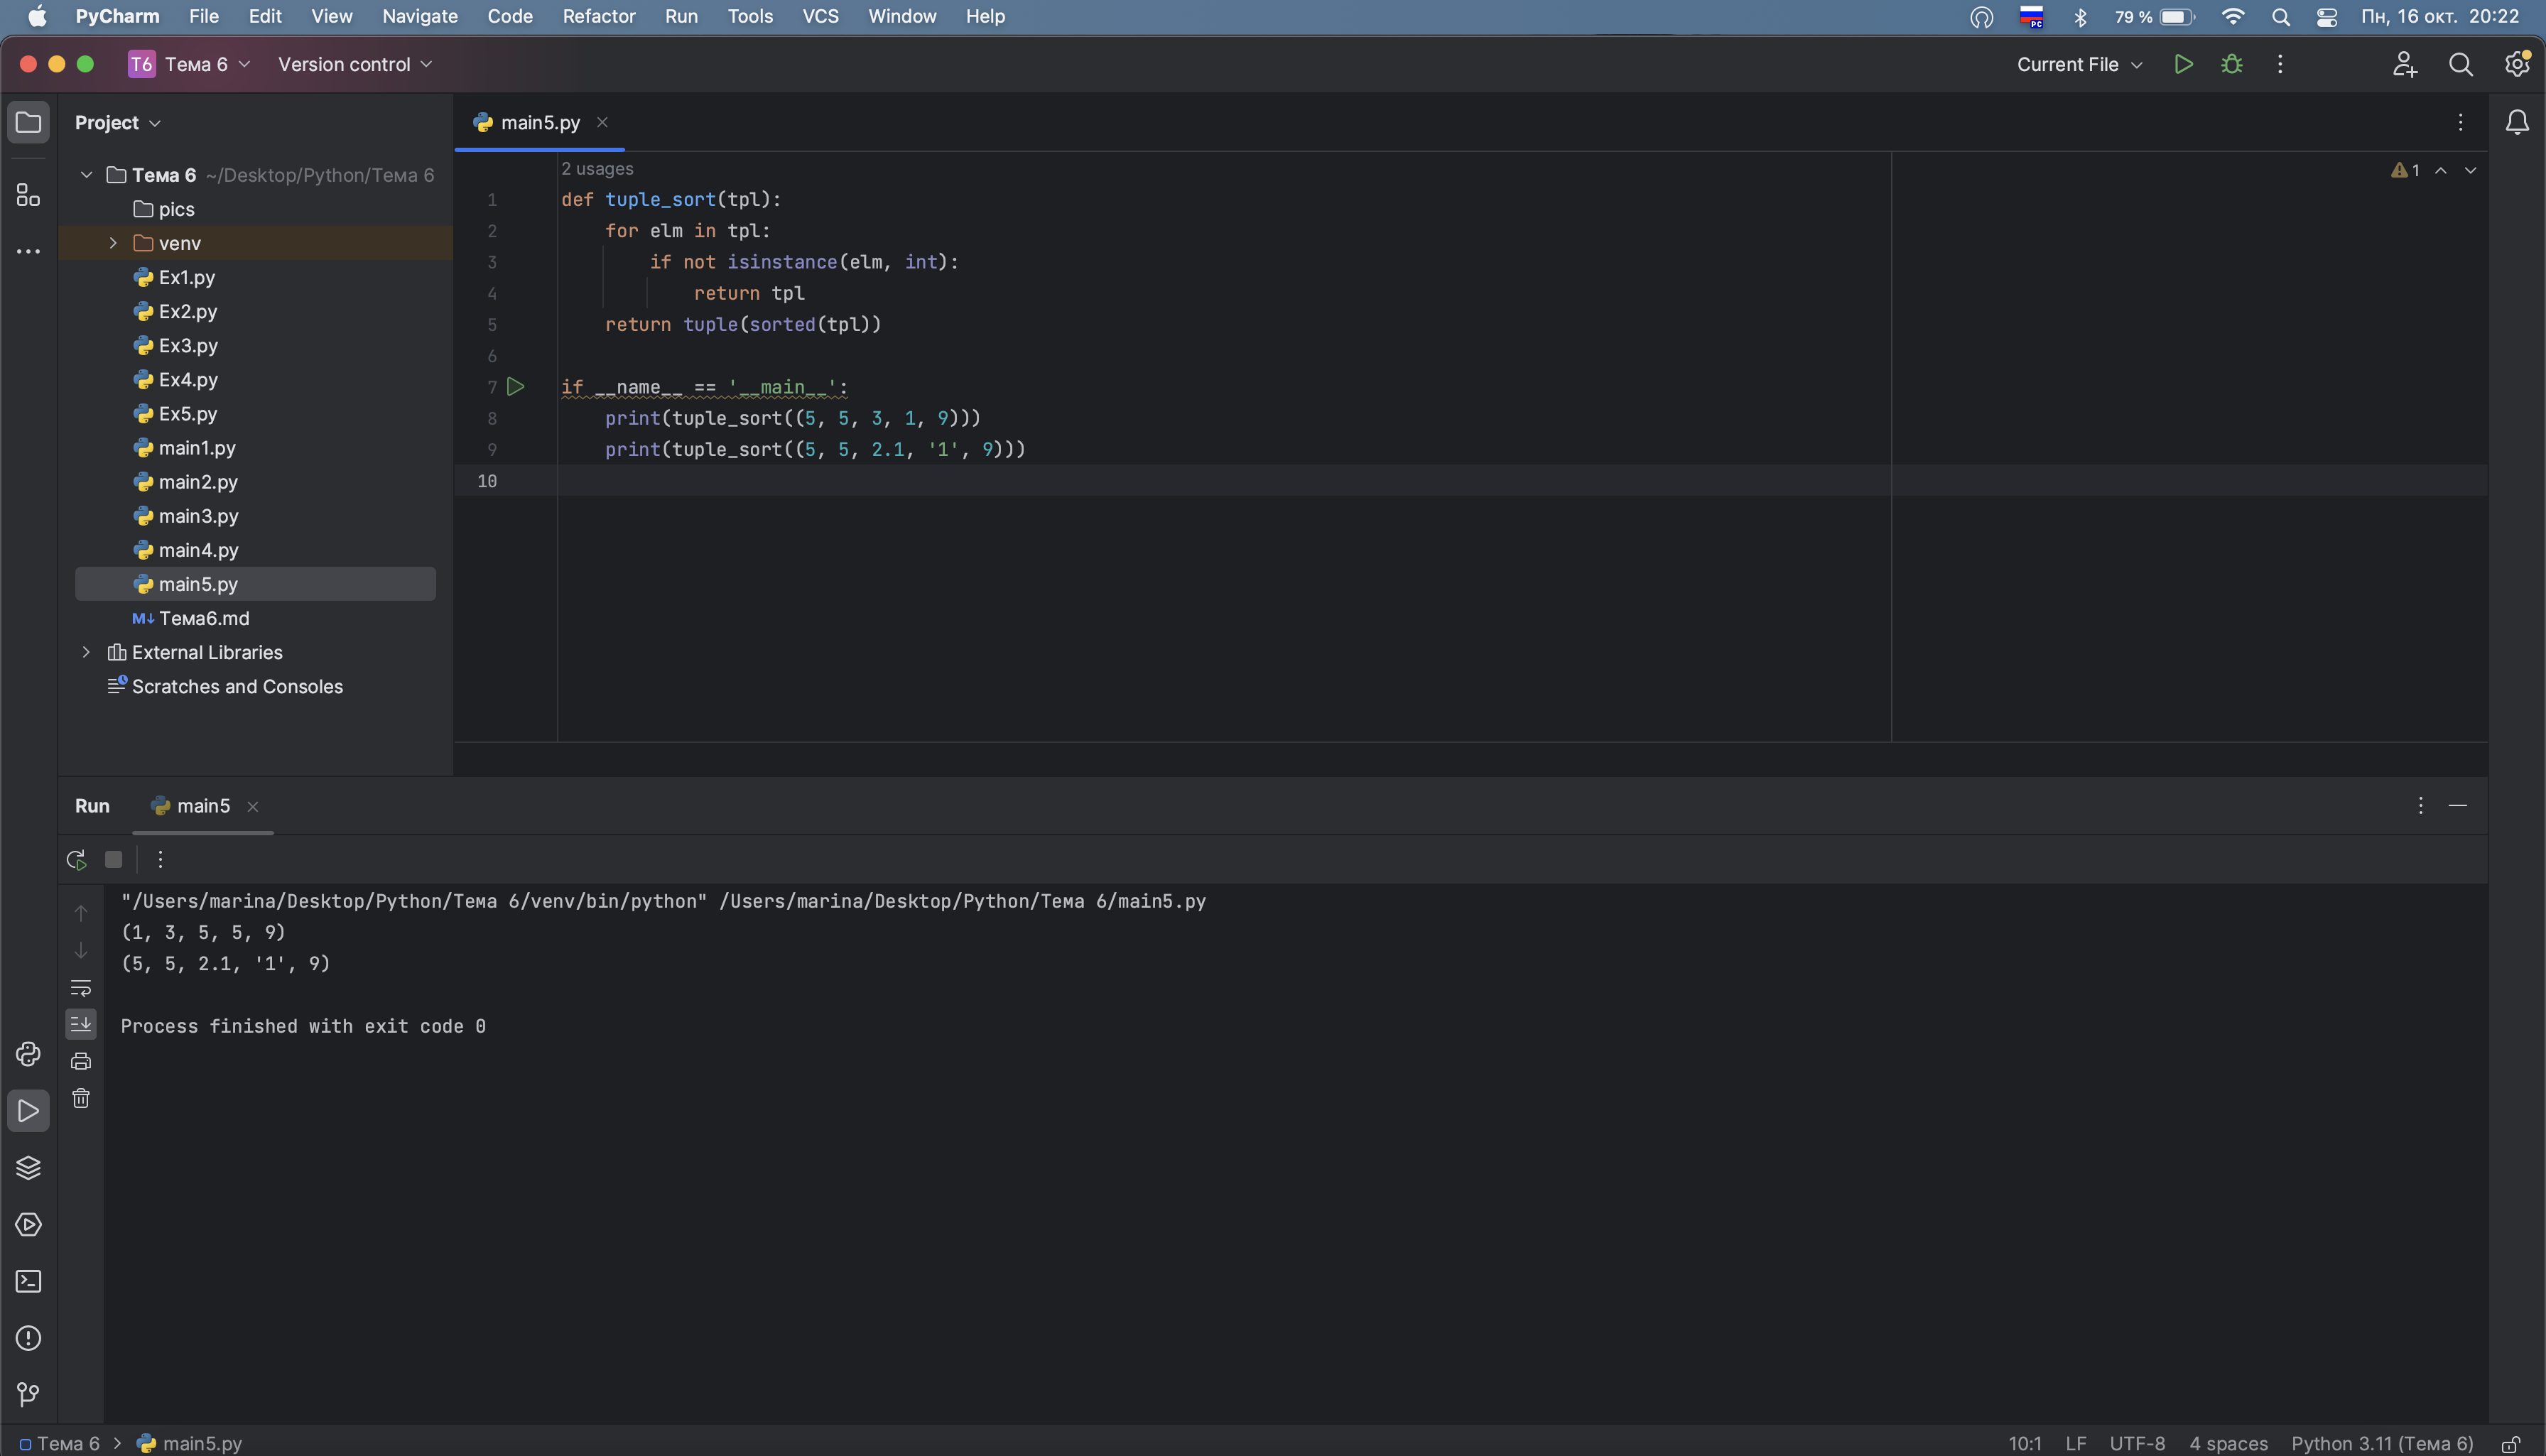 PyCharm File Edit View Navigate Code Refactor Run Tools VCS Window Help
РС 79 % Пн, 16 окт. 20:22
T6 Тема 6 Version control
Current File
Project
Тема 6 ~/Desktop/Python/Тема 6
pics
venv
Ex1.py
Ex2.py
Ex3.py
Ex4.py
Ex5.py
main1.py
main2.py
main3.py
main4.py
main5.py
M↓ Тема6.md
External Libraries
Scratches and Consoles
main5.py
2 usages
1
1 def tuple_sort(tpl):
2     for elm in tpl:
3         if not isinstance(elm, int):
4             return tpl
5     return tuple(sorted(tpl))
6
7 if __name__ == '__main__':
8     print(tuple_sort((5, 5, 3, 1, 9)))
9     print(tuple_sort((5, 5, 2.1, '1', 9)))
10
Run main5
"/Users/marina/Desktop/Python/Тема 6/venv/bin/python" /Users/marina/Desktop/Python/Тема 6/main5.py
(1, 3, 5, 5, 9)
(5, 5, 2.1, '1', 9)
Process finished with exit code 0
Тема 6 > main5.py
10:1 LF UTF-8 4 spaces Python 3.11 (Тема 6)